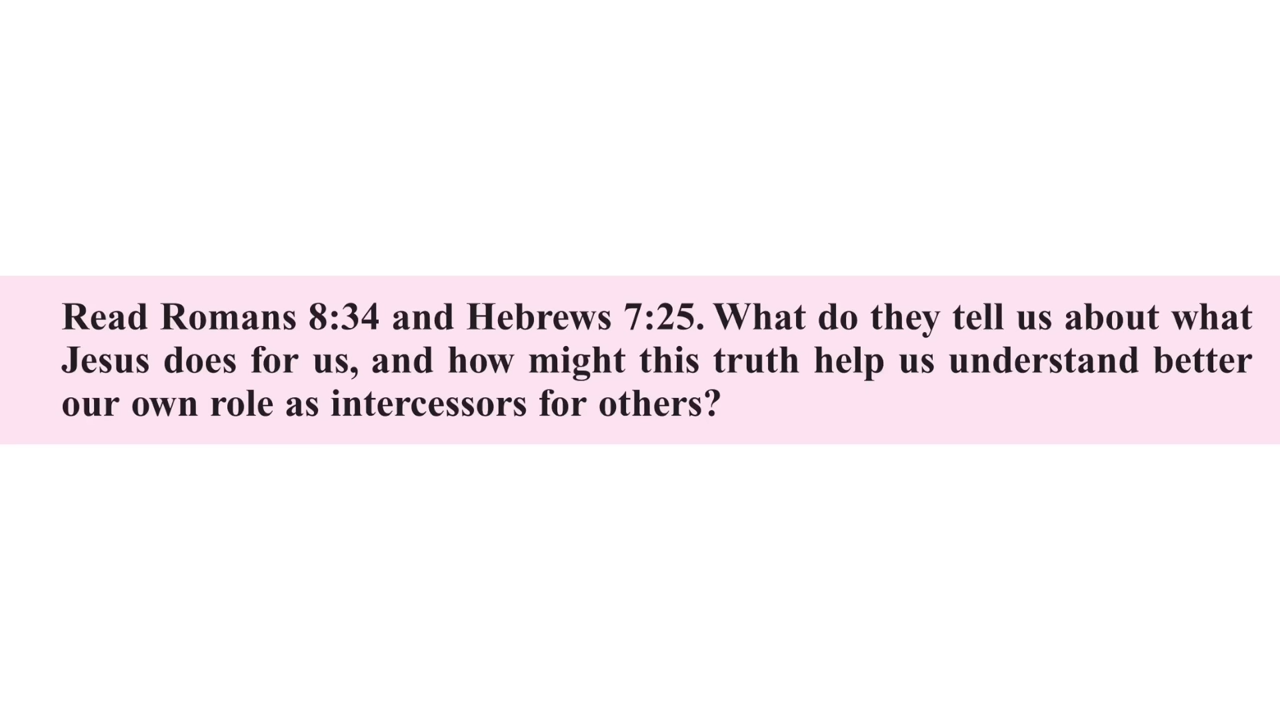 Read Romans 8:34 and Hebrews 7:25. What do they tell us about what
Jesus does for us, and how might this truth help us understand better
our own role as intercessors for others?